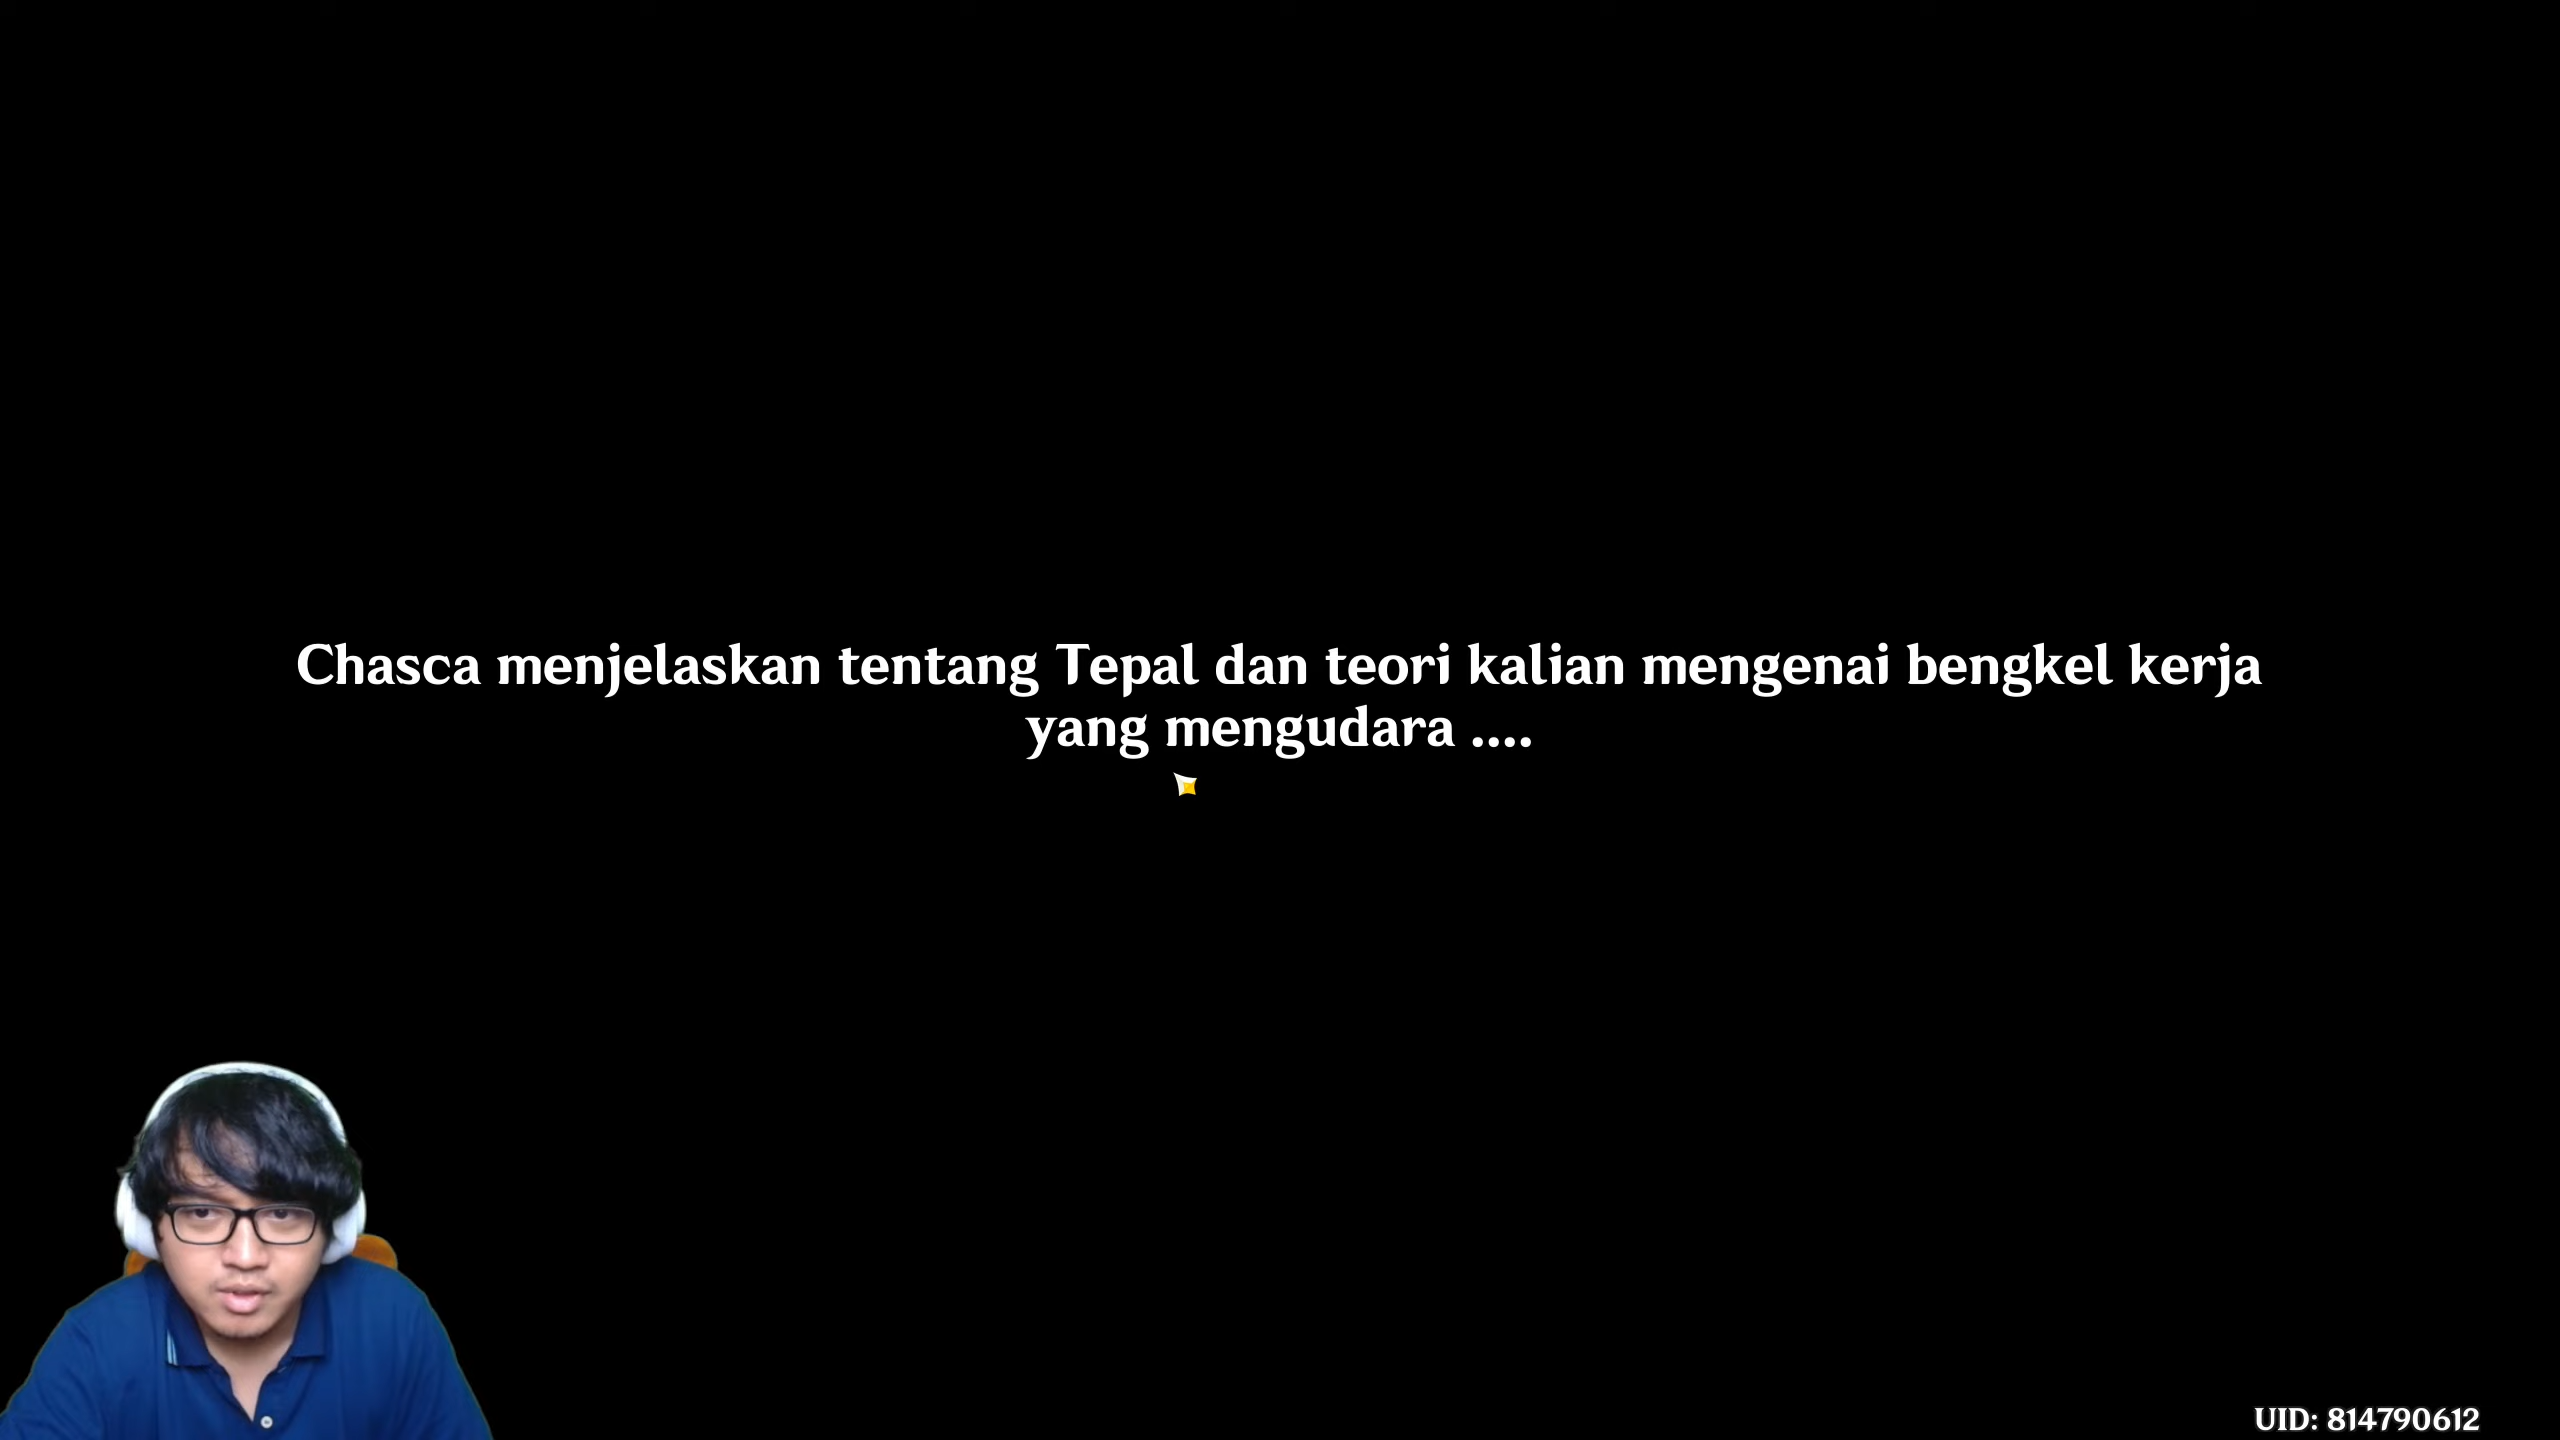 Chasca menjelaskan tentang Tepal dan teori kalian mengenai bengkel kerja
yang mengudara ....
UID: 814790612